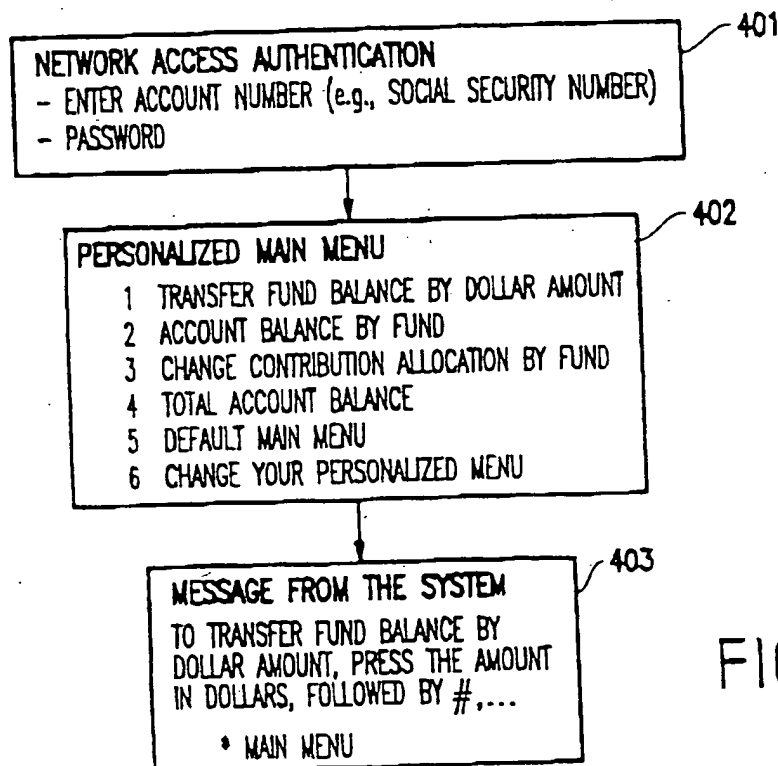 401
NETWORK ACCESS AUTHENTICATION
- ENTER ACCOUNT NUMBER (e.g., SOCIAL SECURITY NUMBER)
- PASSWORD
402
PERSONALIZED MAIN MENU
1 TRANSFER FUND BALANCE BY DOLLAR AMOUNT
2 ACCOUNT BALANCE BY FUND
3 CHANGE CONTRIBUTION ALLOCATION BY FUND
4 TOTAL ACCOUNT BALANCE
5 DEFAULT MAIN MENU
6 CHANGE YOUR PERSONALIZED MENU
403
MESSAGE FROM THE SYSTEM
TO TRANSFER FUND BALANCE BY
DOLLAR AMOUNT, PRESS THE AMOUNT
IN DOLLARS, FOLLOWED BY #,...
* MAIN MENU
FIG